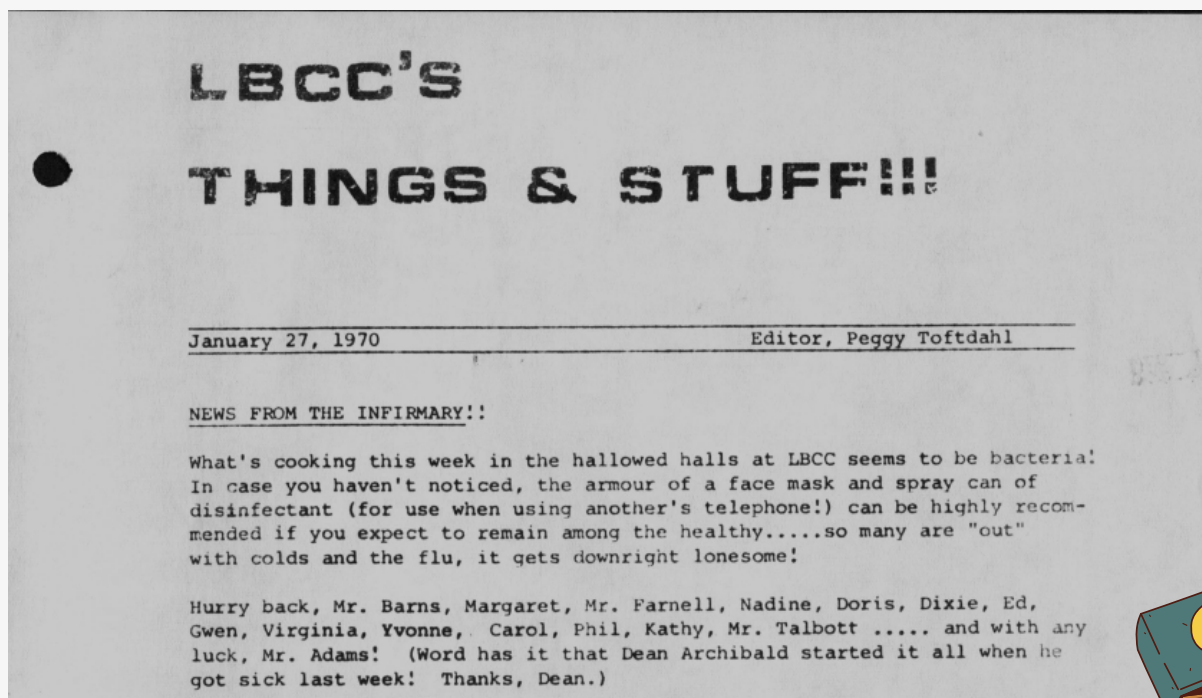 LBCC'S
THINGS & STUFF!!!
January 27, 1970 Editor, Peggy Toftdahl
NEWS FROM THE INFIRMARY!!
What's cooking this week in the hallowed halls at LBCC seems to be bacteria!
In case you haven't noticed, the armour of a face mask and spray can of
disinfectant (for use when using another's telephone!) can be highly recom-
mended if you expect to remain among the healthy.....so many are "out"
with colds and the flu, it gets downright lonesome!
Hurry back, Mr. Barns, Margaret, Mr. Farnell, Nadine, Doris, Dixie, Ed,
Gwen, Virginia, Yvonne, Carol, Phil, Kathy, Mr. Talbott ..... and with any
luck, Mr. Adams! (Word has it that Dean Archibald started it all when he
got sick last week! Thanks, Dean.)